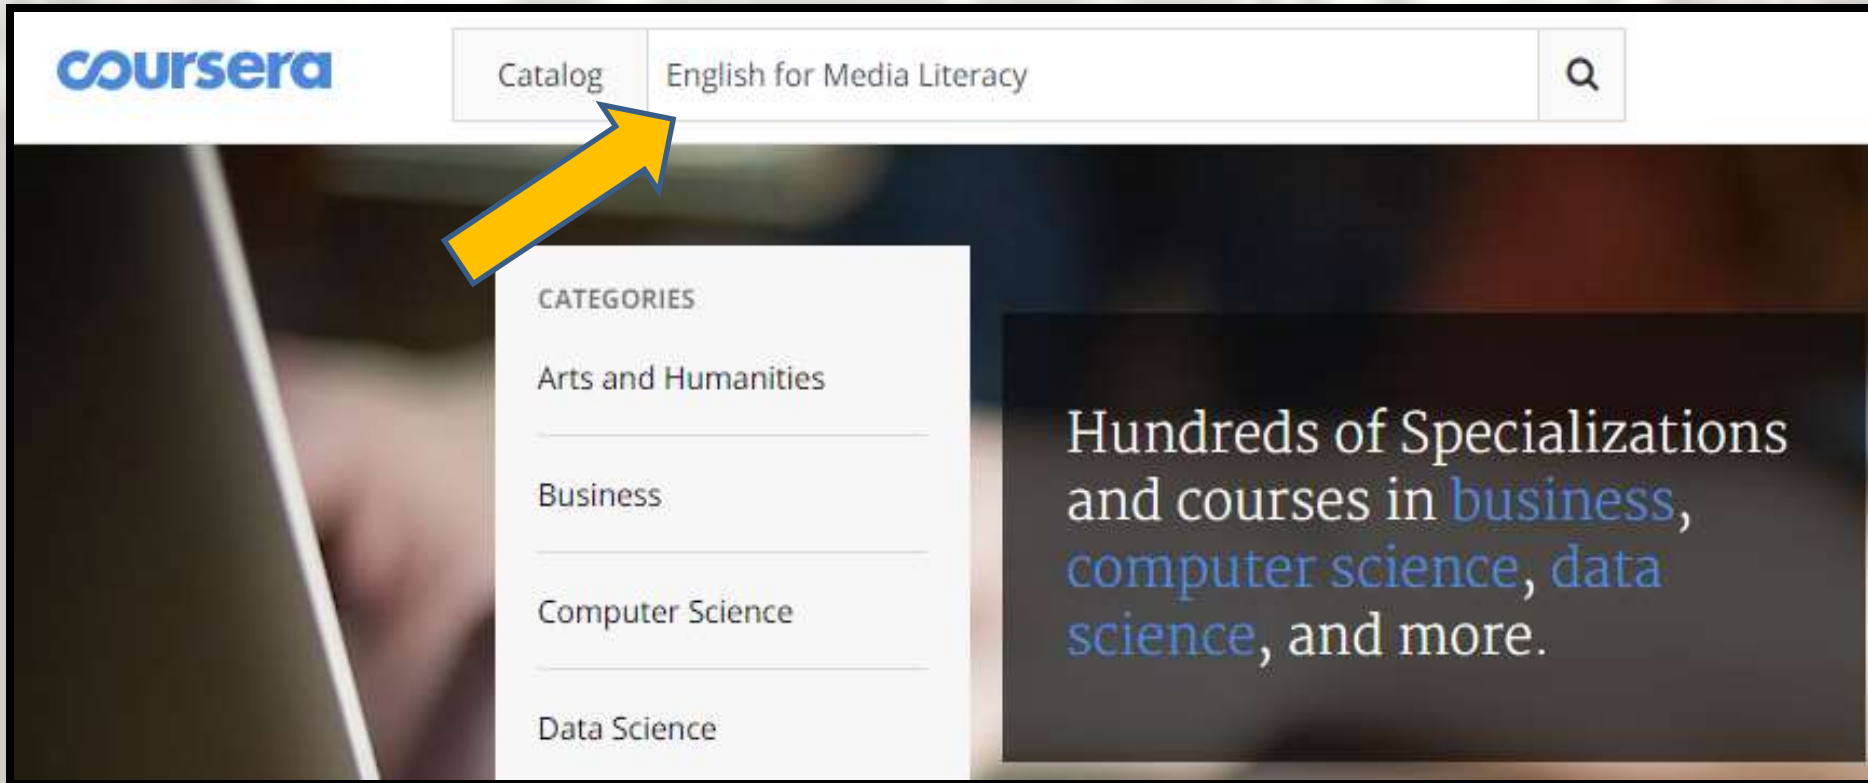 coursera
Catalog
English for Media Literacy
CATEGORIES
Arts and Humanities
Business
Computer Science
Data Science
Hundreds of Specializations
and courses in business,
computer science, data
science, and more.